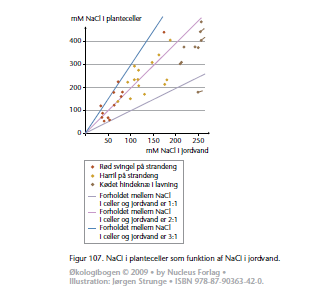 mM NaCl i planteceller
400
300
200
100
0
50
100
150
200
250
mM NaCl i jordvand
Rød svingel på strandeng
Harril på strandeng
Kødet hindeknæ i lavning
Forholdet mellem NaCl
i celler og jordvand er 1:1
Forholdet mellem NaCl
i celler og jordvand er 2:1
Forholdet mellem NaCl
i celler og jordvand er 3:1
Figur 107. NaCl i planteceller som funktion af NaCl i jordvand.
Økologibogen © 2009 • by Nucleus Forlag •
Illustration: Jørgen Strunge • ISBN 978-87-90363-42-0.